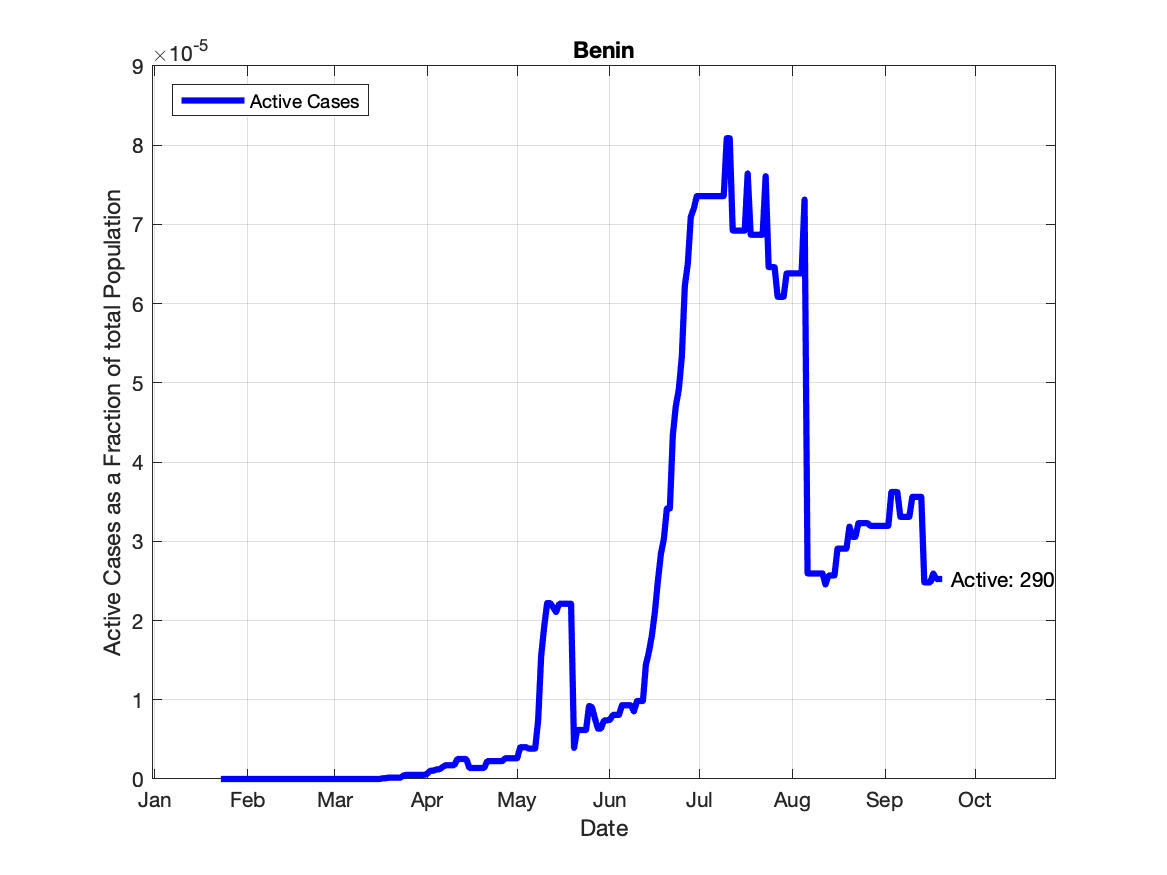 Benin
×10-5
Active Cases
9
8
7
6
5
4
3
2
1
0
Active Cases as a Fraction of total Population
Active: 290
Jan Feb Mar Apr May Jun Jul Aug Sep Oct
Date